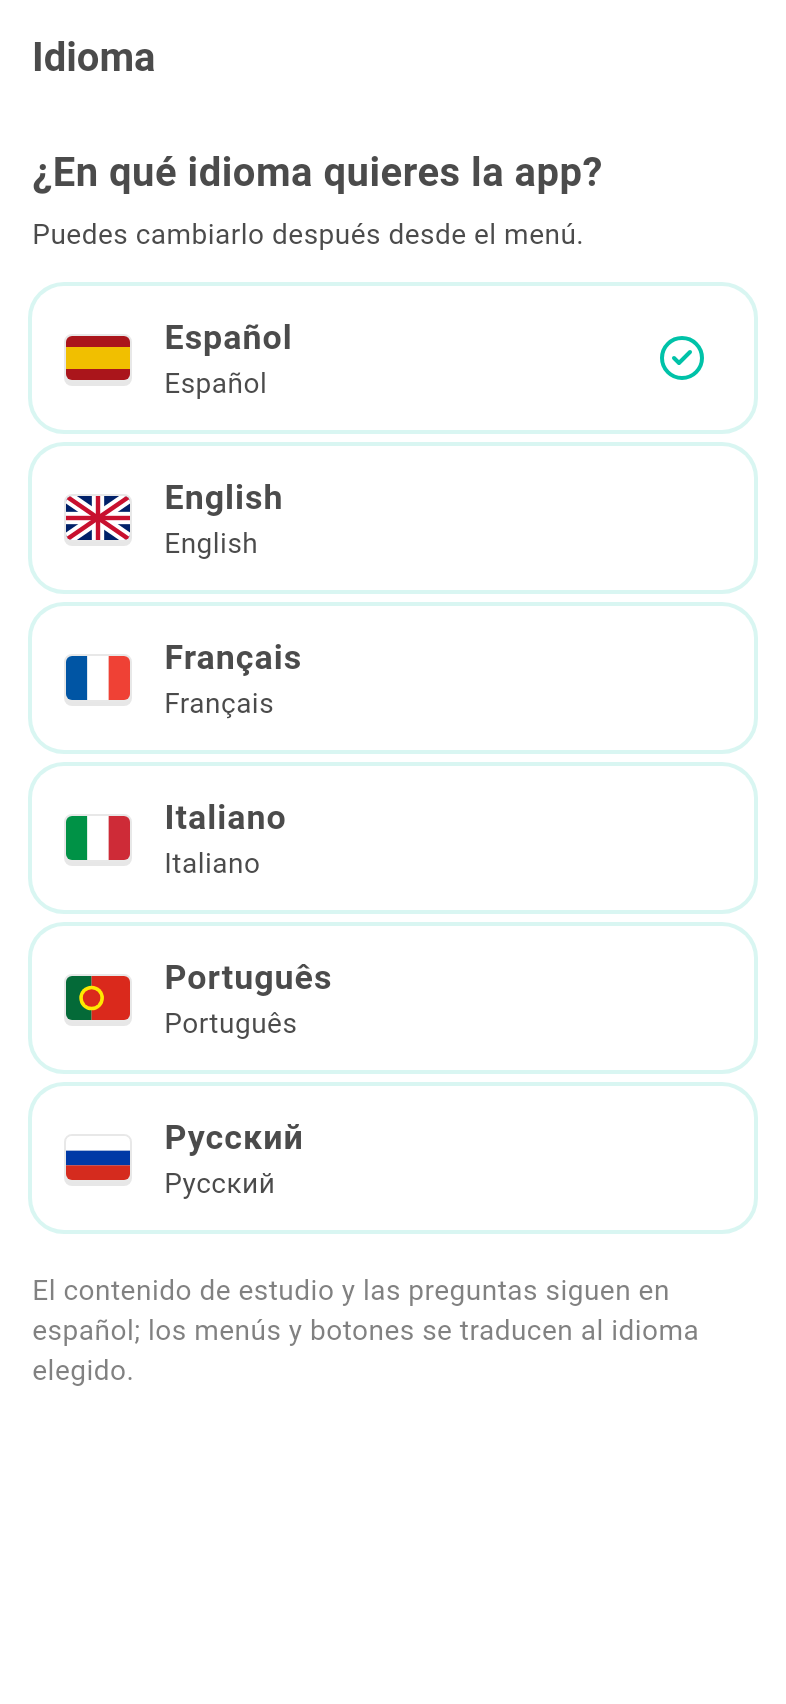 Idioma
¿En qué idioma quieres la app?
Puedes cambiarlo después desde el menú.
Español
Español
English
English
Français
Français
Italiano
Italiano
Português
Português
Русский
Русский
El contenido de estudio y las preguntas siguen en
español; los menús y botones se traducen al idioma
elegido.